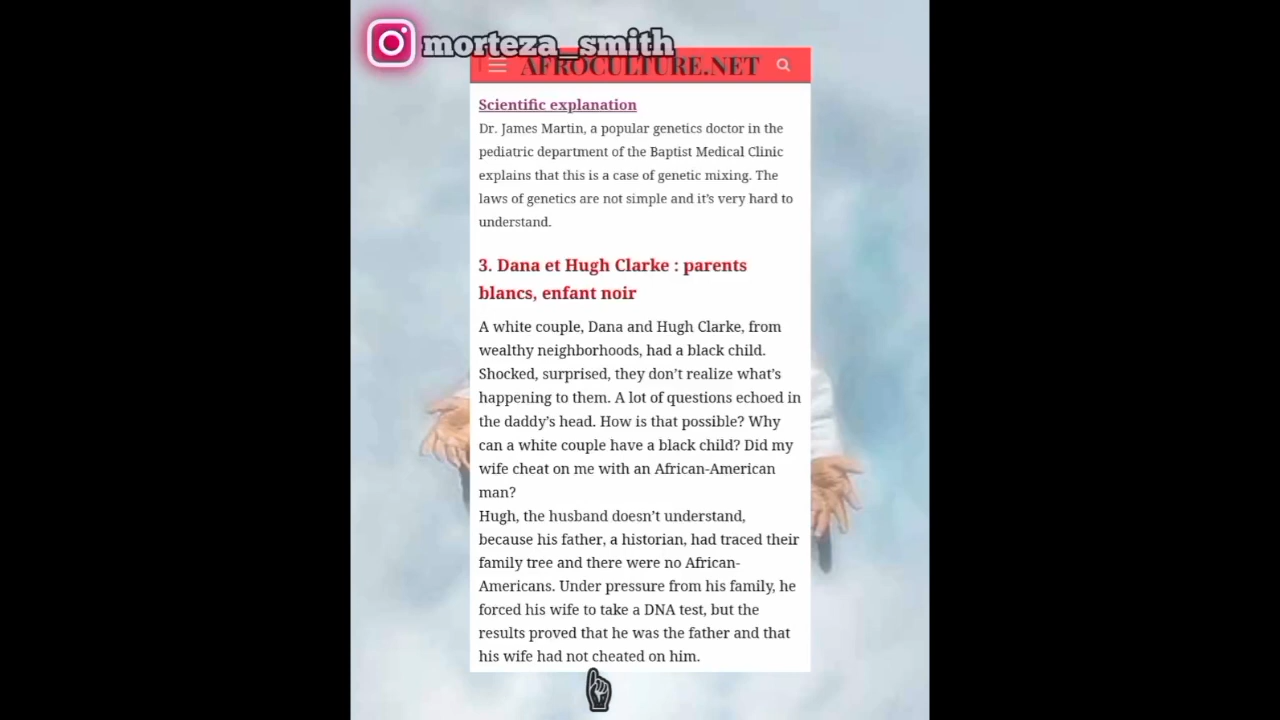 morteza_smith
AFROCULTURE.NET
Scientific explanation
Dr. James Martin, a popular genetics doctor in the
pediatric department of the Baptist Medical Clinic
explains that this is a case of genetic mixing. The
laws of genetics are not simple and it's very hard to
understand.
3. Dana et Hugh Clarke : parents
blancs, enfant noir
A white couple, Dana and Hugh Clarke, from
wealthy neighborhoods, had a black child.
Shocked, surprised, they don't realize what's
happening to them. A lot of questions echoed in
the daddy's head. How is that possible? Why
can a white couple have a black child? Did my
wife cheat on me with an African-American
man?
Hugh, the husband doesn't understand,
because his father, a historian, had traced their
family tree and there were no African-
Americans. Under pressure from his family, he
forced his wife to take a DNA test, but the
results proved that he was the father and that
his wife had not cheated on him.